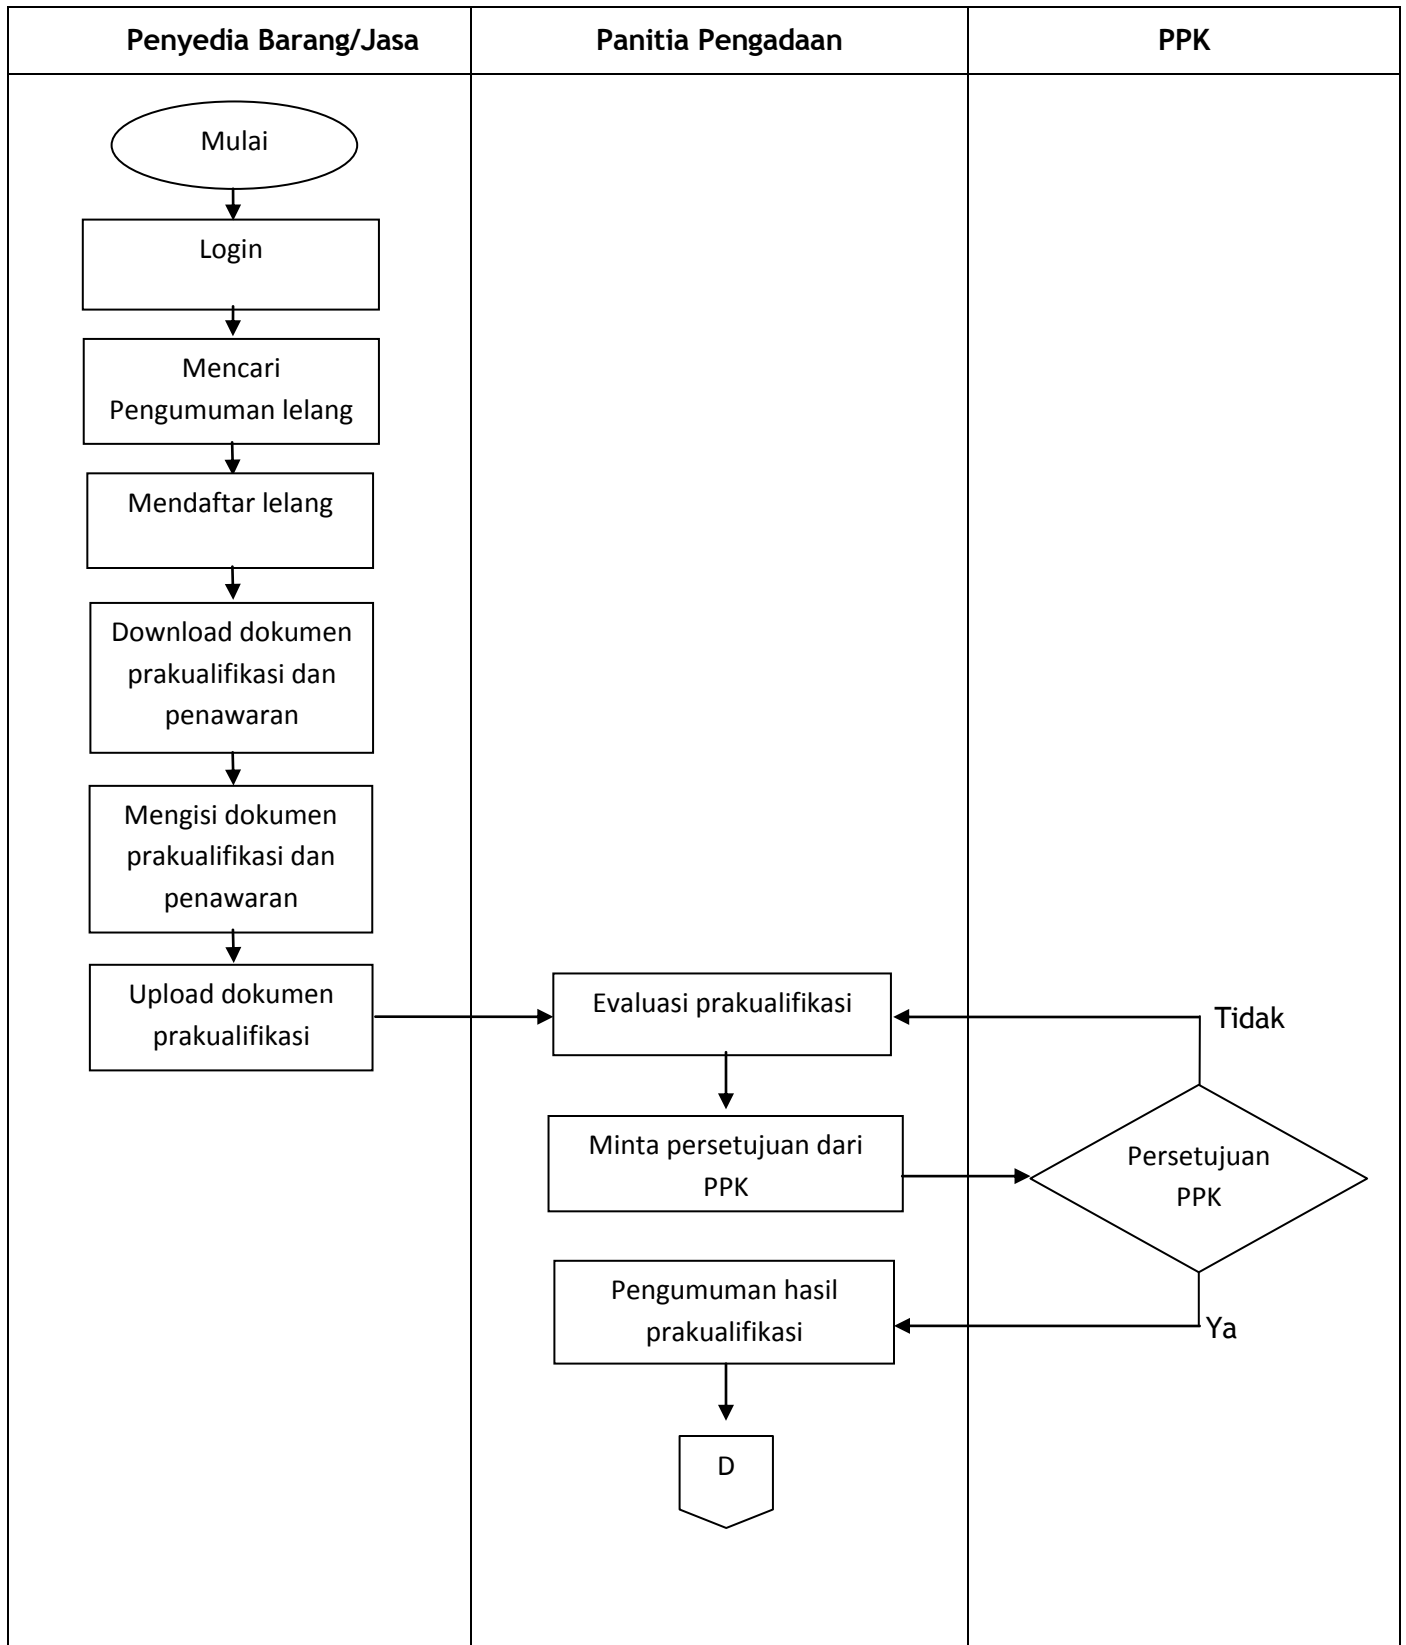 Penyedia Barang/Jasa
Panitia Pengadaan
PPK
Mulai
Login
Mencari
Pengumuman lelang
Mendaftar lelang
Download dokumen
prakualifikasi dan
penawaran
Mengisi dokumen
prakualifikasi dan
penawaran
Upload dokumen
prakualifikasi
Evaluasi prakualifikasi
Tidak
Minta persetujuan dari
PPK
Persetujuan
PPK
Pengumuman hasil
prakualifikasi
Ya
D